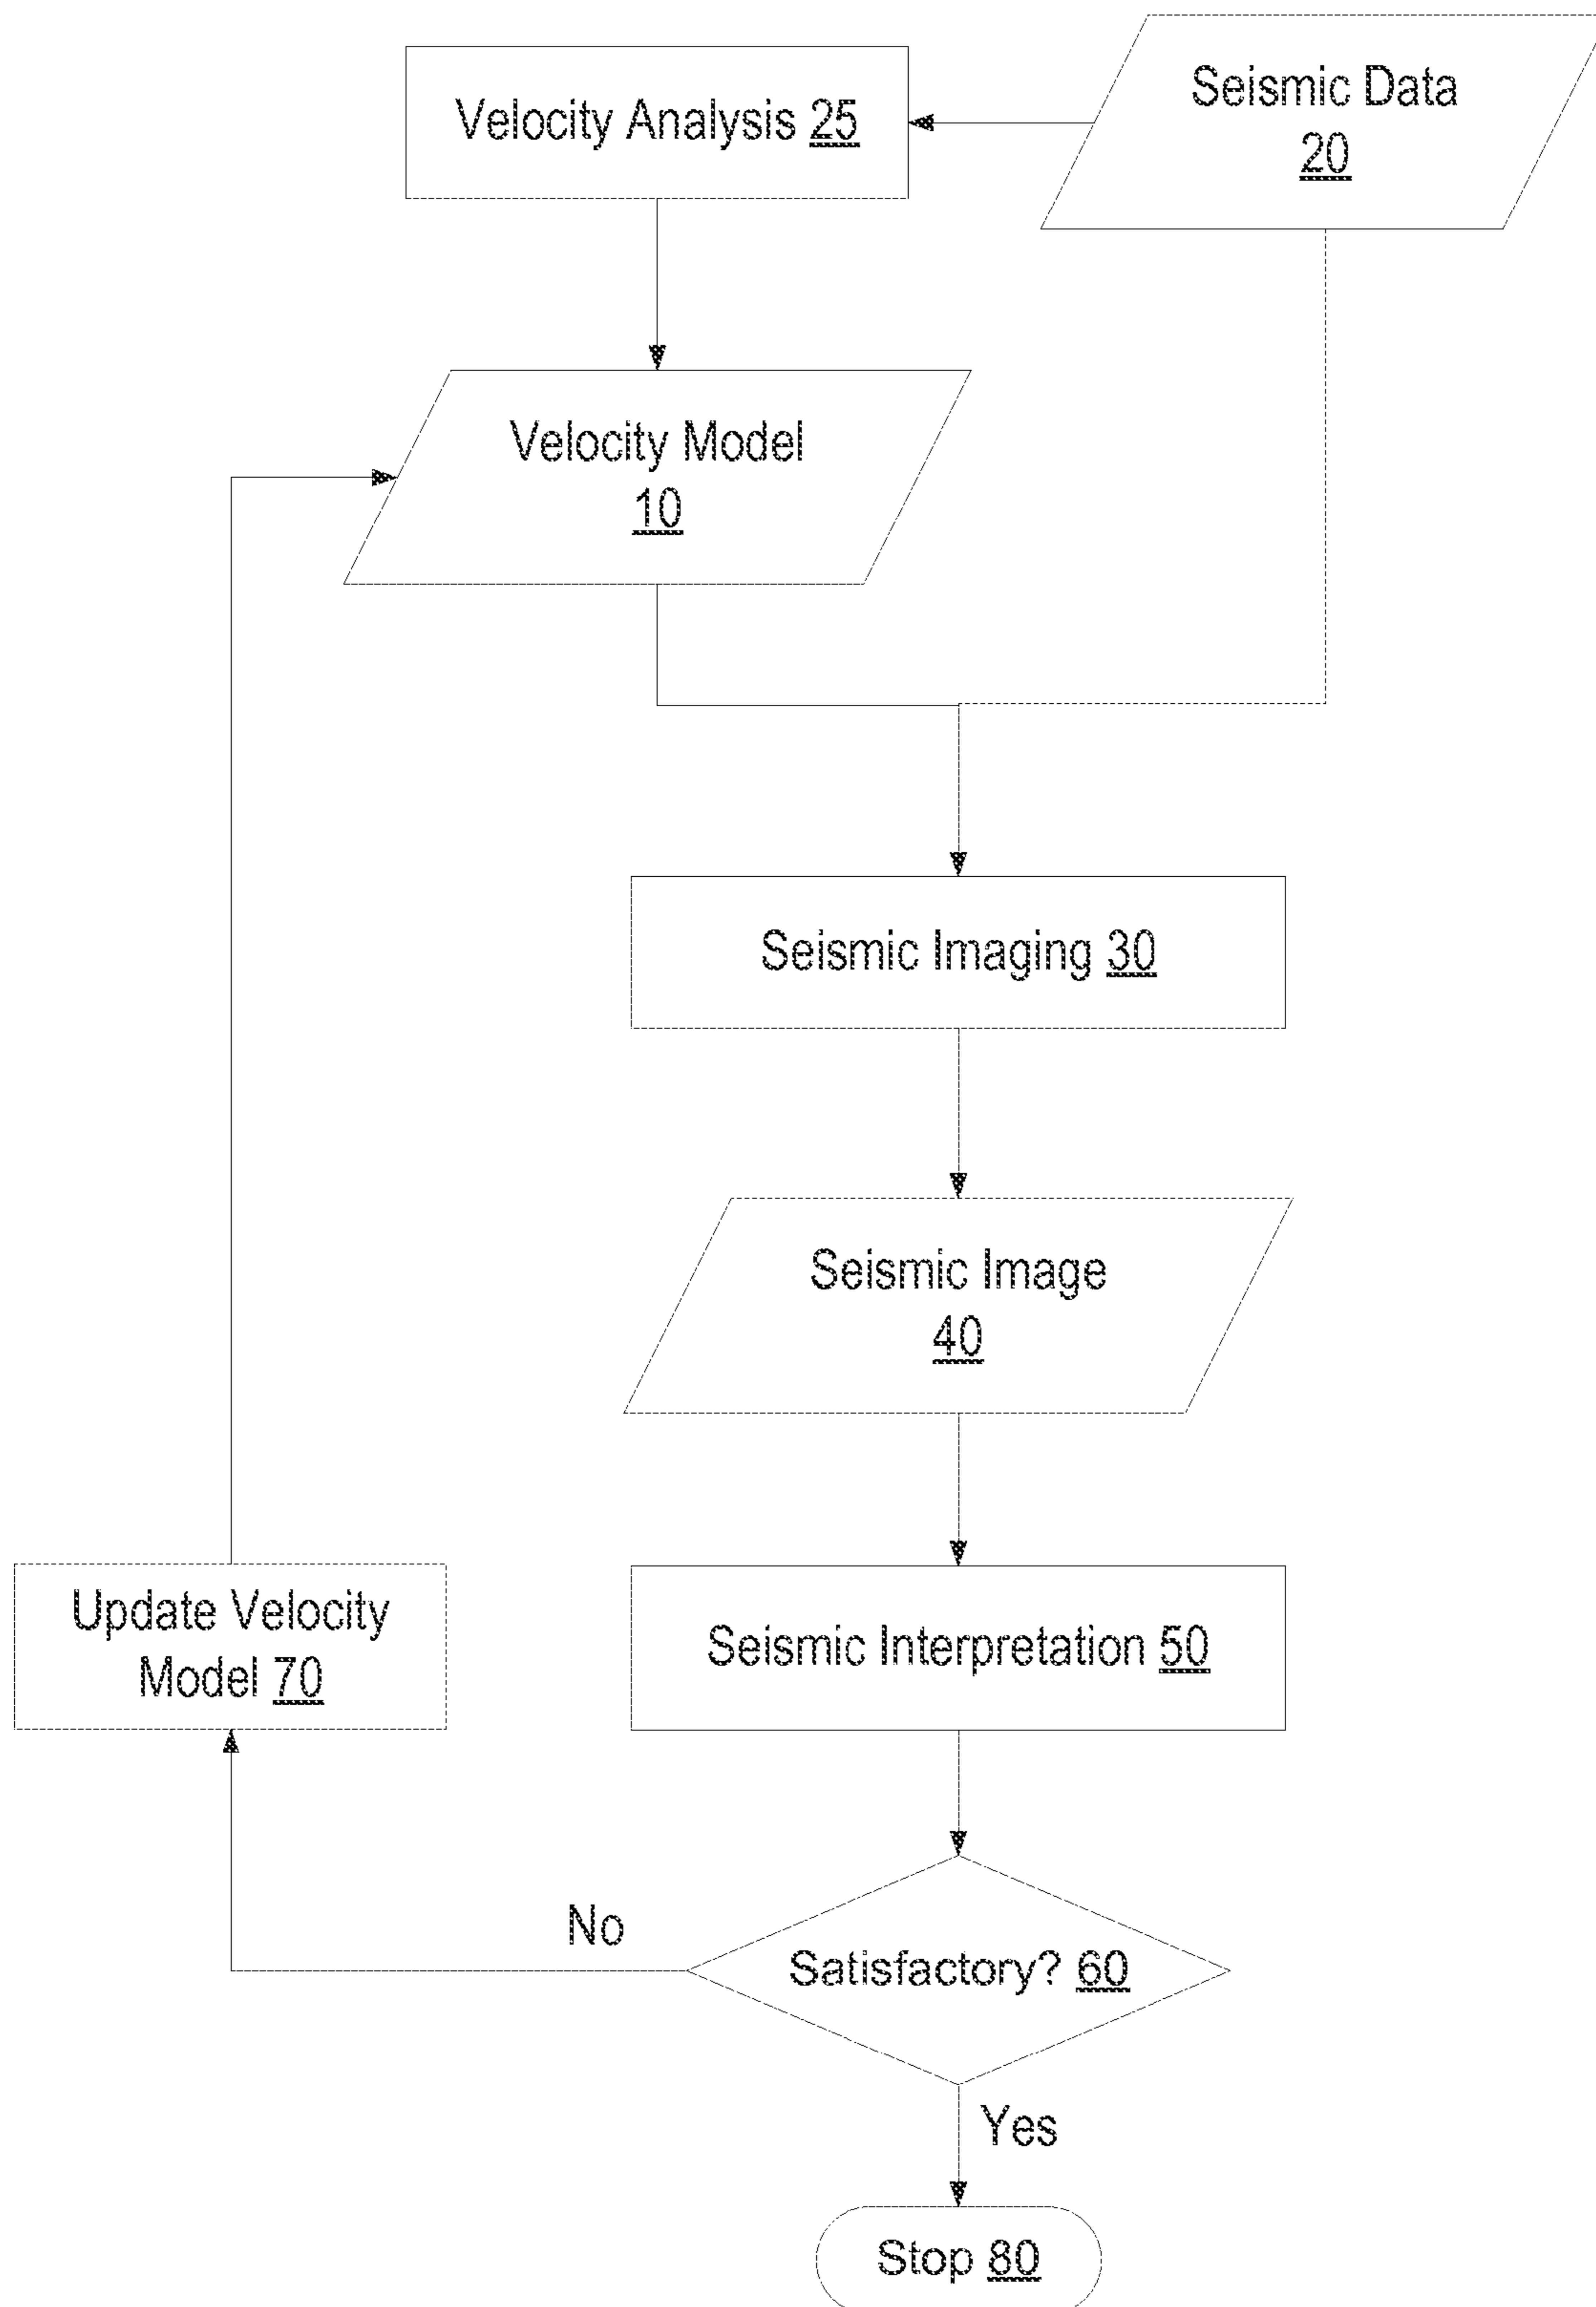 Velocity Analysis 25
Seismic Data
20
Velocity Model
10
Seismic Imaging 30
Seismic Image
40
Update Velocity
Model 70
Seismic Interpretation 50
No
Satisfactory? 60
Yes
Stop 80